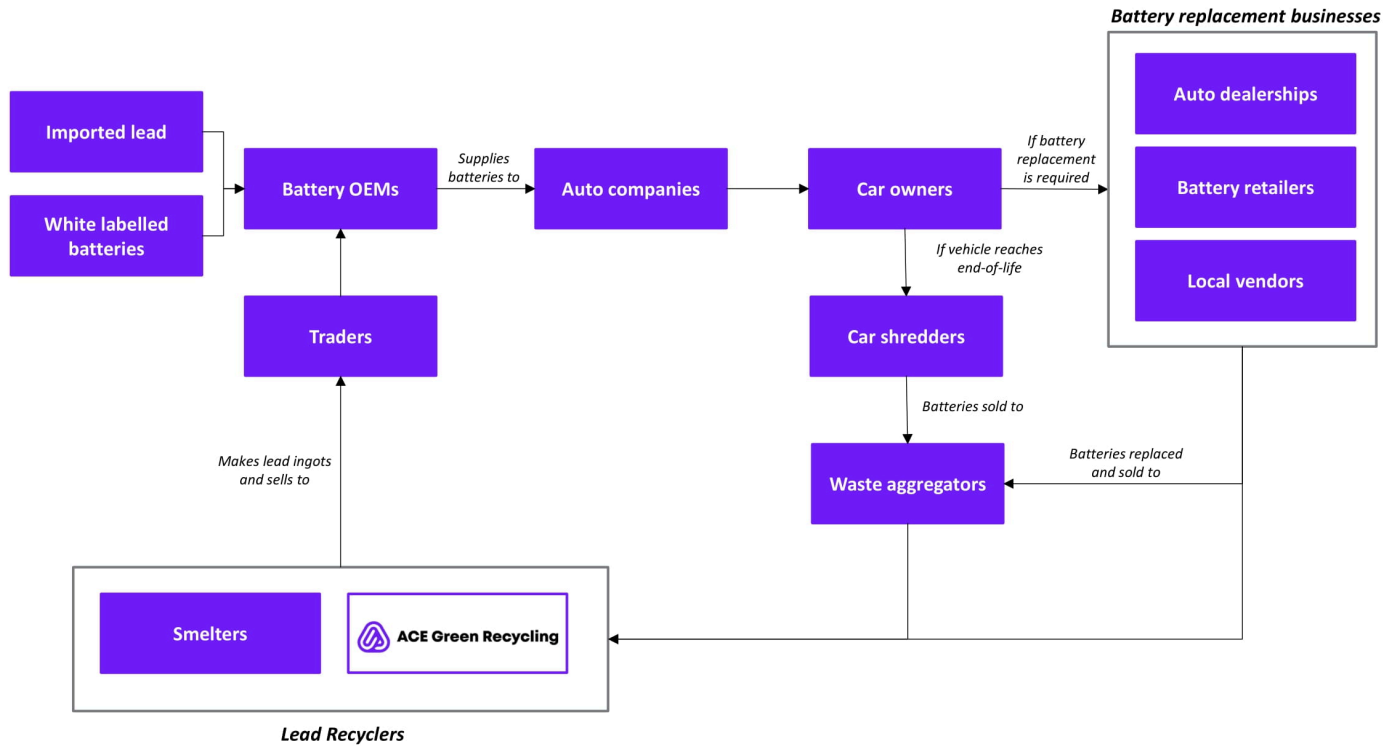 Battery replacement businesses
Imported lead
White labelled
batteries
Battery OEMs
Supplies
batteries to
Auto companies
Car owners
If battery
replacement
is required
Auto dealerships
Battery retailers
Local vendors
If vehicle reaches
end-of-life
Traders
Car shredders
Batteries sold to
Makes lead ingots
and sells to
Waste aggregators
Batteries replaced
and sold to
Smelters
ACE Green Recycling
Lead Recyclers